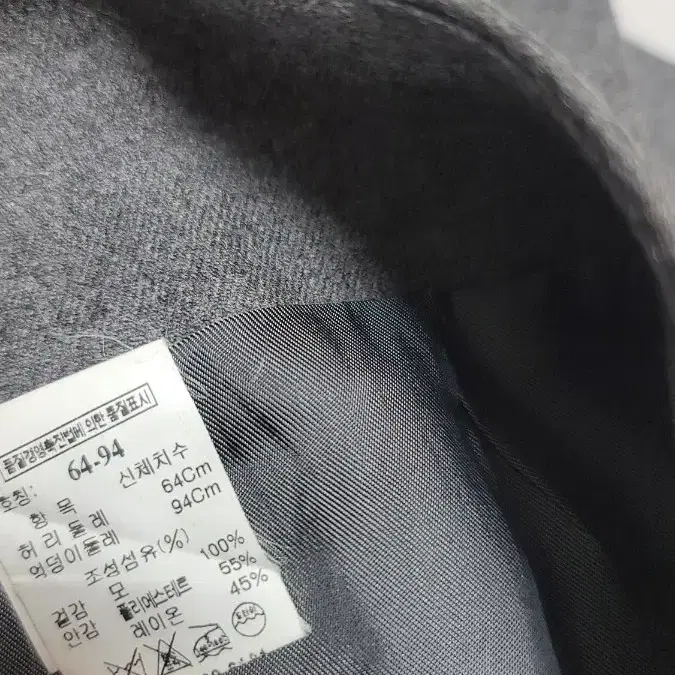 품질경영촉진법에 의한 품질표시
호칭: 64-94
항목 신체치수
허리둘레 64Cm
엉덩이둘레 94Cm
조성섬유(%)
겉감 모 100%
안감 폴리에스테르 55%
레이온 45%